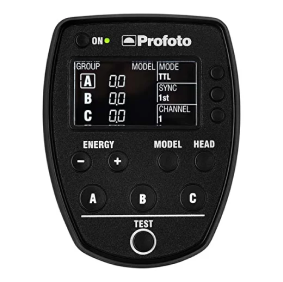 ON Profoto
GROUP MODEL MODE
TTL
A 0.0
SYNC
1st
B 0.0
CHANNEL
1
C 0.0
ENERGY MODEL HEAD
- +
A B C
TEST